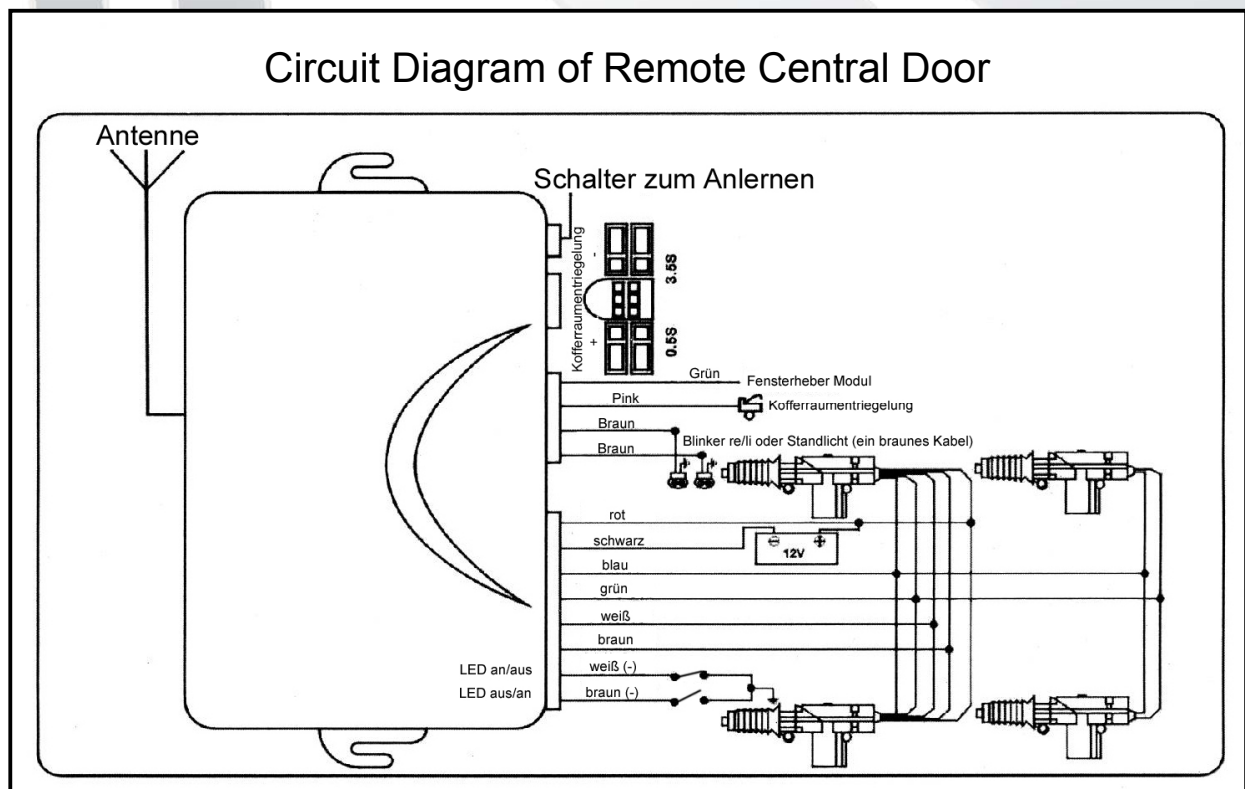 Circuit Diagram of Remote Central Door
Antenne
Schalter zum Anlernen
Kofferraumentriegelung
-
+
3.5S
0.5S
Grün
Fensterheber Modul
Pink
Kofferraumentriegelung
Braun
Braun
Blinker re/li oder Standlicht (ein braunes Kabel)
rot
schwarz
12V
blau
grün
weiß
braun
LED an/aus
weiß (-)
LED aus/an
braun (-)